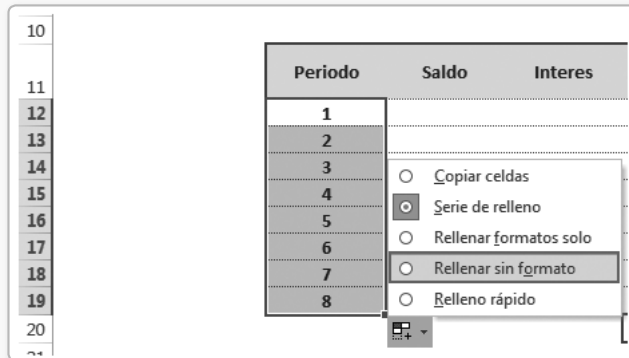 10
Periodo Saldo Interes
11
12 1
13 2
14 3
Copiar celdas
15 4
Serie de relleno
16 5
Rellenar formatos solo
17 6
Rellenar sin formato
18 7
Relleno rápido
19 8
20
21